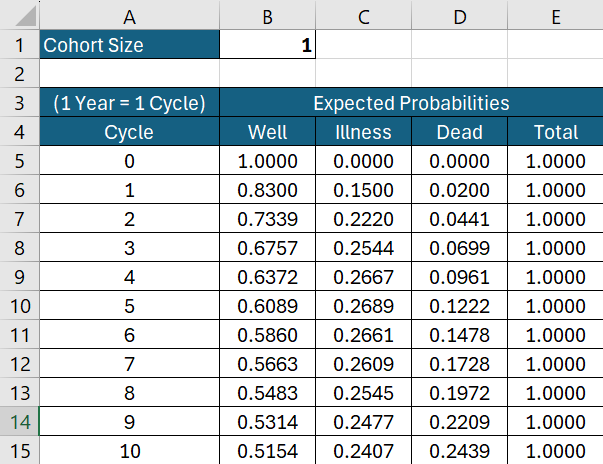 A B C D E
1 Cohort Size 1
2
3 (1 Year = 1 Cycle) Expected Probabilities
4 Cycle Well Illness Dead Total
5 0 1.0000 0.0000 0.0000 1.0000
6 1 0.8300 0.1500 0.0200 1.0000
7 2 0.7339 0.2220 0.0441 1.0000
8 3 0.6757 0.2544 0.0699 1.0000
9 4 0.6372 0.2667 0.0961 1.0000
10 5 0.6089 0.2689 0.1222 1.0000
11 6 0.5860 0.2661 0.1478 1.0000
12 7 0.5663 0.2609 0.1728 1.0000
13 8 0.5483 0.2545 0.1972 1.0000
14 9 0.5314 0.2477 0.2209 1.0000
15 10 0.5154 0.2407 0.2439 1.0000